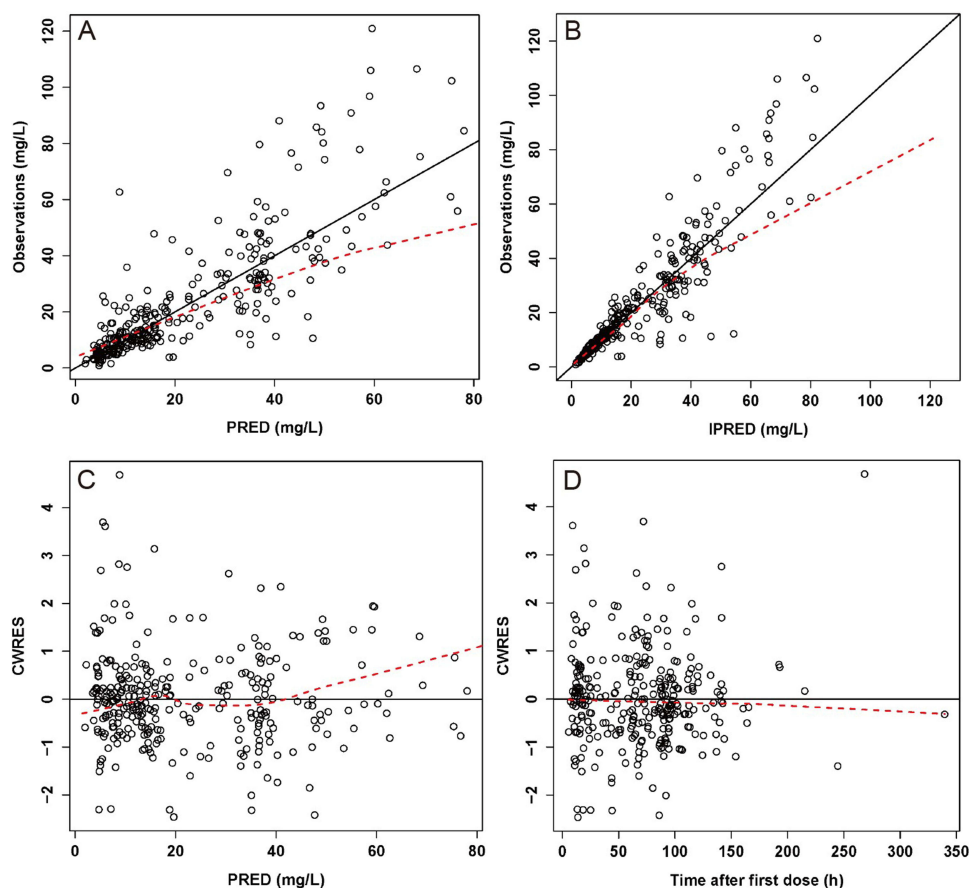 A
Observations (mg/L)
120
100
80
60
40
20
0
0 20 40 60 80
PRED (mg/L)
B
Observations (mg/L)
120
100
80
60
40
20
0
0 20 40 60 80 100 120
IPRED (mg/L)
C
CWRES
4
3
2
1
0
−1
−2
0 20 40 60 80
PRED (mg/L)
D
CWRES
4
3
2
1
0
−1
−2
0 50 100 150 200 250 300 350
Time after first dose (h)